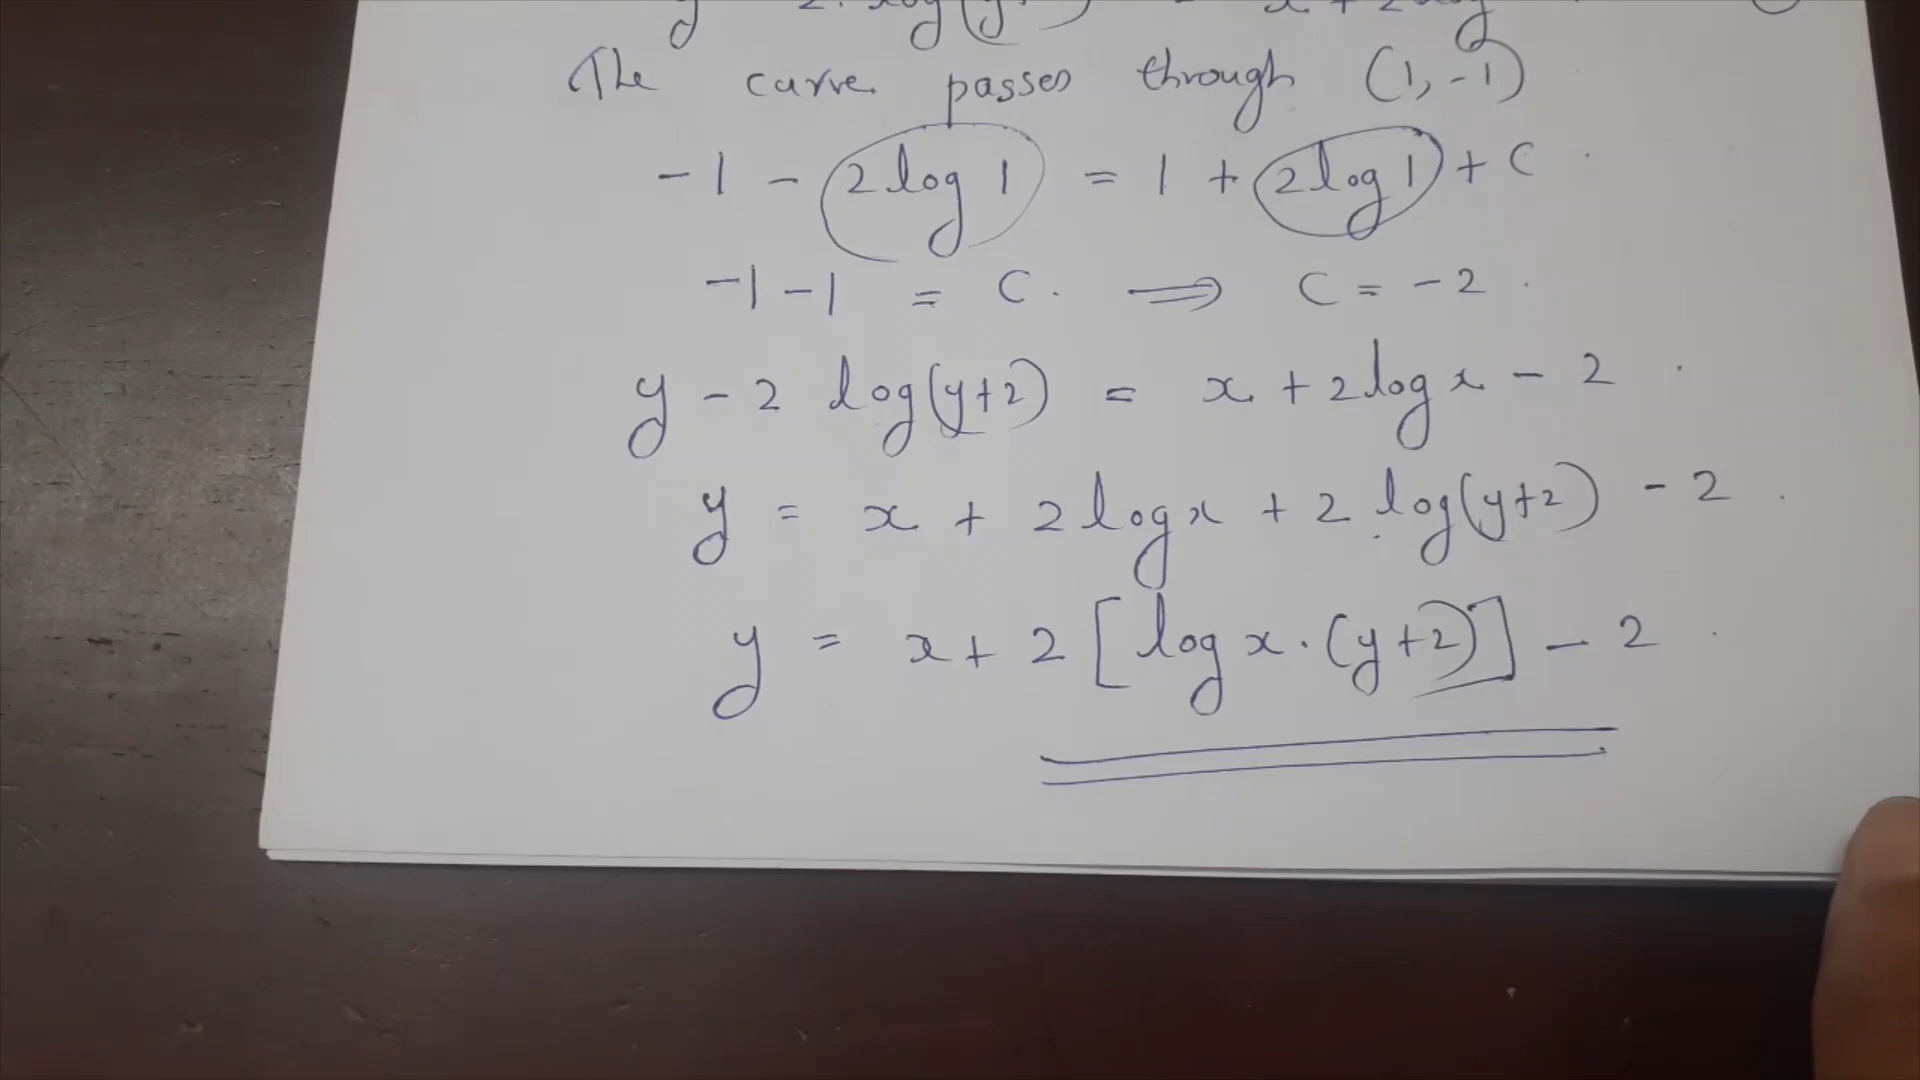 The curve passes through (1, -1)
-1 - 2 log 1 = 1 + 2 log 1 + C
-1 - 1 = C. ⟹ C = -2.
y - 2 log(y+2) = x + 2 log x - 2
y = x + 2 log x + 2 log(y+2) - 2
y = x + 2 [log x . (y+2)] - 2